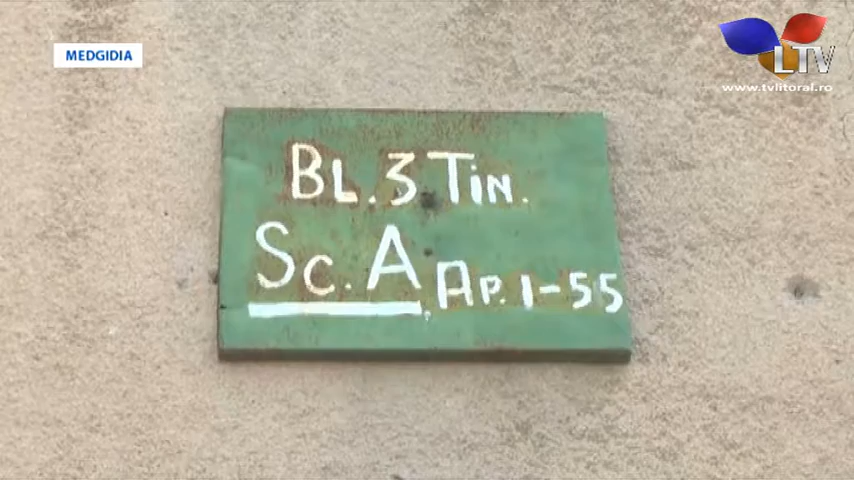 MEDGIDIA
LTV
www.tvlitoral.ro
BL.3 Tin.
Sc. A Ap. 1-55